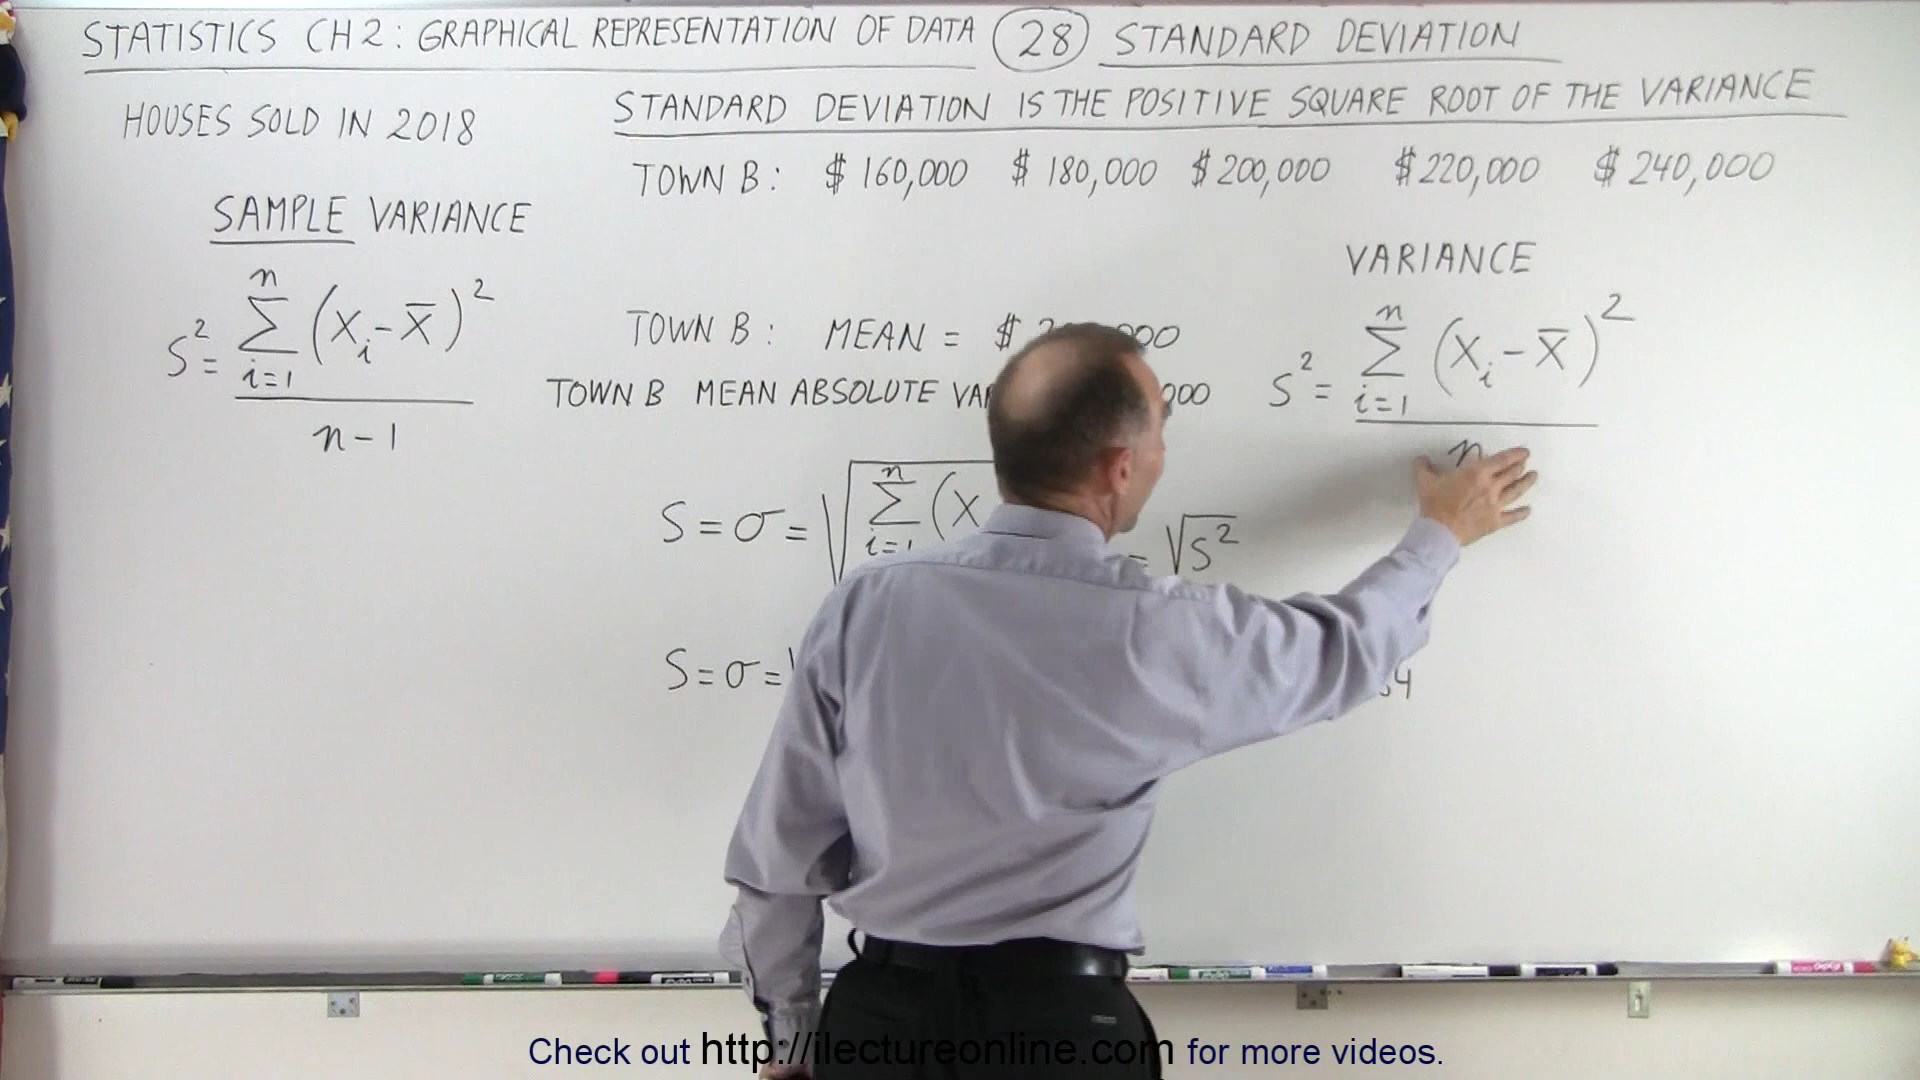 STATISTICS CH2: GRAPHICAL REPRESENTATION OF DATA 28 STANDARD DEVIATION
HOUSES SOLD IN 2018
STANDARD DEVIATION IS THE POSITIVE SQUARE ROOT OF THE VARIANCE
TOWN B: $160,000 $180,000 $200,000 $220,000 $240,000
SAMPLE VARIANCE
S² = n Σ i=1 (Xi - X̄)²
n-1
VARIANCE
S² = n Σ i=1 (Xi - X̄)²
n
TOWN B: MEAN = $
TOWN B MEAN ABSOLUTE
S = σ = √ n Σ i=1 (X = √S²
S = σ = √
Check out http://ilectureonline.com for more videos.